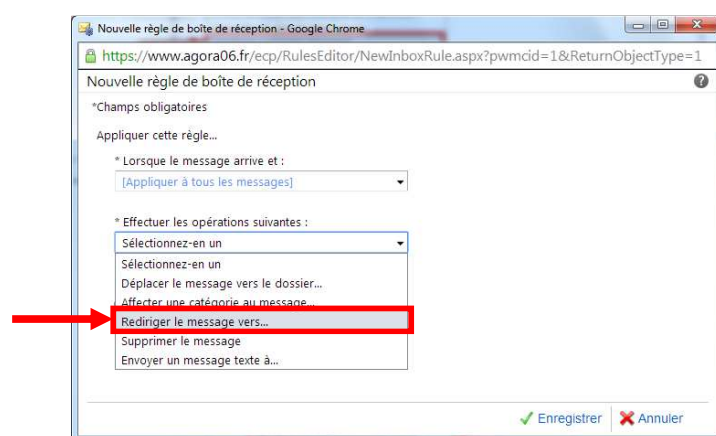 Nouvelle règle de boîte de réception - Google Chrome
https://www.agora06.fr/ecp/RulesEditor/NewInboxRule.aspx?pwmcid=1&ReturnObjectType=1
Nouvelle règle de boîte de réception
*Champs obligatoires
Appliquer cette règle...
* Lorsque le message arrive et :
[Appliquer à tous les messages]
* Effectuer les opérations suivantes :
Sélectionnez-en un
Sélectionnez-en un
Déplacer le message vers le dossier...
Affecter une catégorie au message...
Rediriger le message vers...
Supprimer le message
Envoyer un message texte à...
Enregistrer Annuler